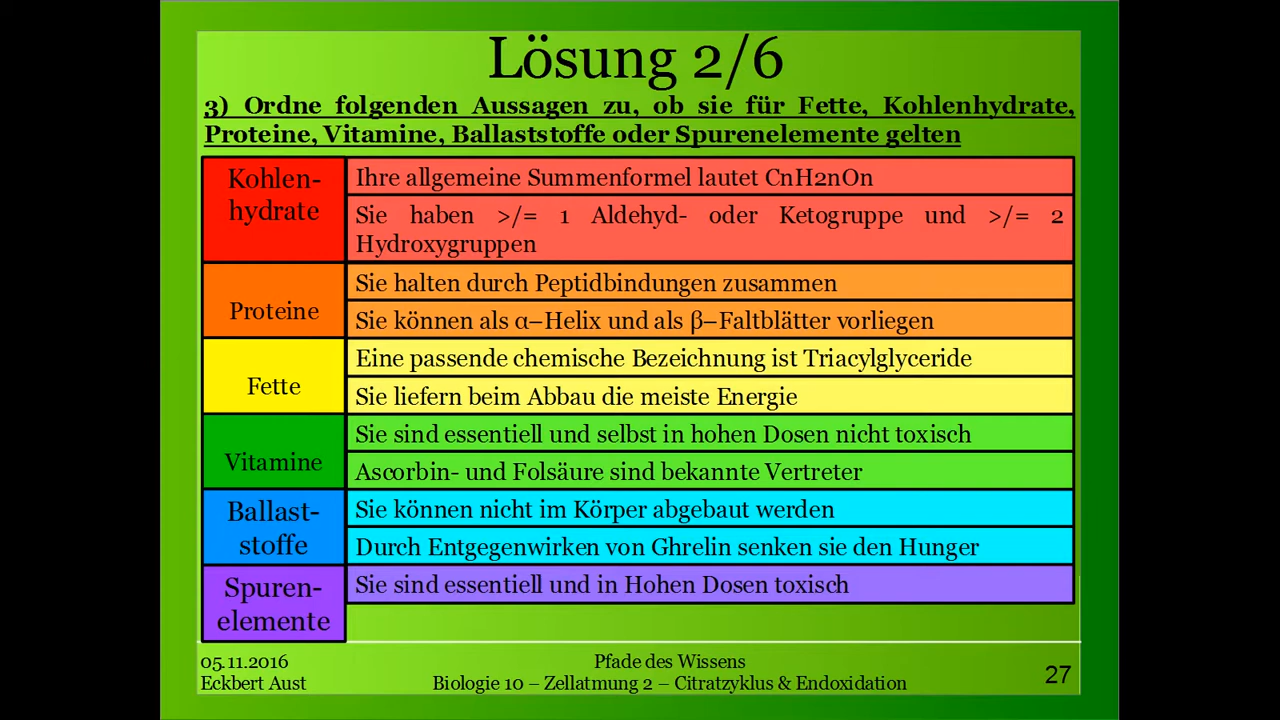 Lösung 2/6
3) Ordne folgenden Aussagen zu, ob sie für Fette, Kohlenhydrate,
Proteine, Vitamine, Ballaststoffe oder Spurenelemente gelten
Kohlen-
hydrate
Ihre allgemeine Summenformel lautet CnH2nOn
Sie haben >/= 1 Aldehyd- oder Ketogruppe und >/= 2
Hydroxygruppen
Proteine
Sie halten durch Peptidbindungen zusammen
Sie können als α–Helix und als β–Faltblätter vorliegen
Fette
Eine passende chemische Bezeichnung ist Triacylglyceride
Sie liefern beim Abbau die meiste Energie
Vitamine
Sie sind essentiell und selbst in hohen Dosen nicht toxisch
Ascorbin- und Folsäure sind bekannte Vertreter
Ballast-
stoffe
Sie können nicht im Körper abgebaut werden
Durch Entgegenwirken von Ghrelin senken sie den Hunger
Spuren-
elemente
Sie sind essentiell und in Hohen Dosen toxisch
05.11.2016
Eckbert Aust
Pfade des Wissens
Biologie 10 – Zellatmung 2 – Citratzyklus & Endoxidation
27